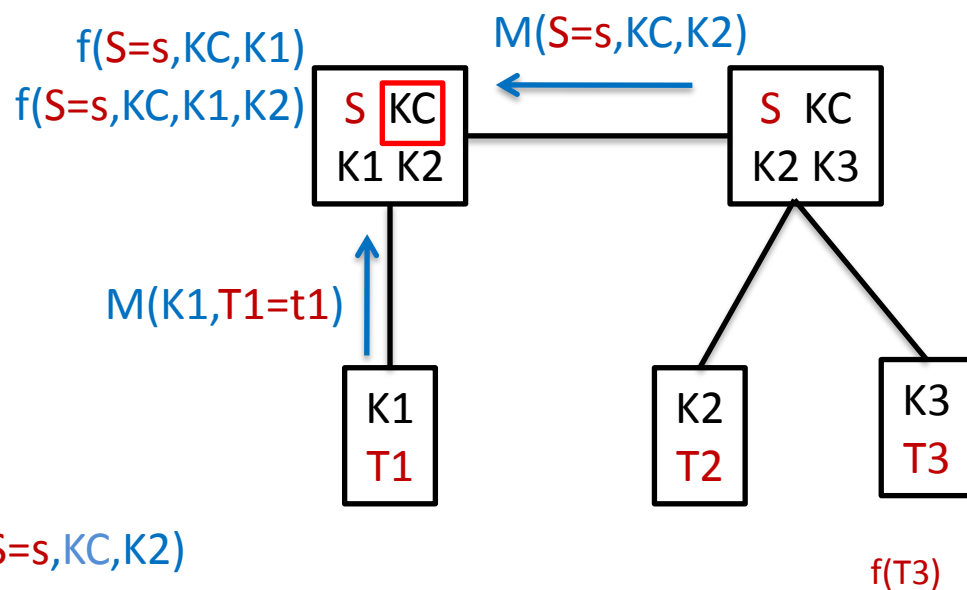 f(S=s,KC,K1)
M(S=s,KC,K2)
f(S=s,KC,K1,K2)
S KC
K1 K2
S KC
K2 K3
M(K1,T1=t1)
K1
T1
K2
T2
K3
T3
S=s,KC,K2)
f(T3)